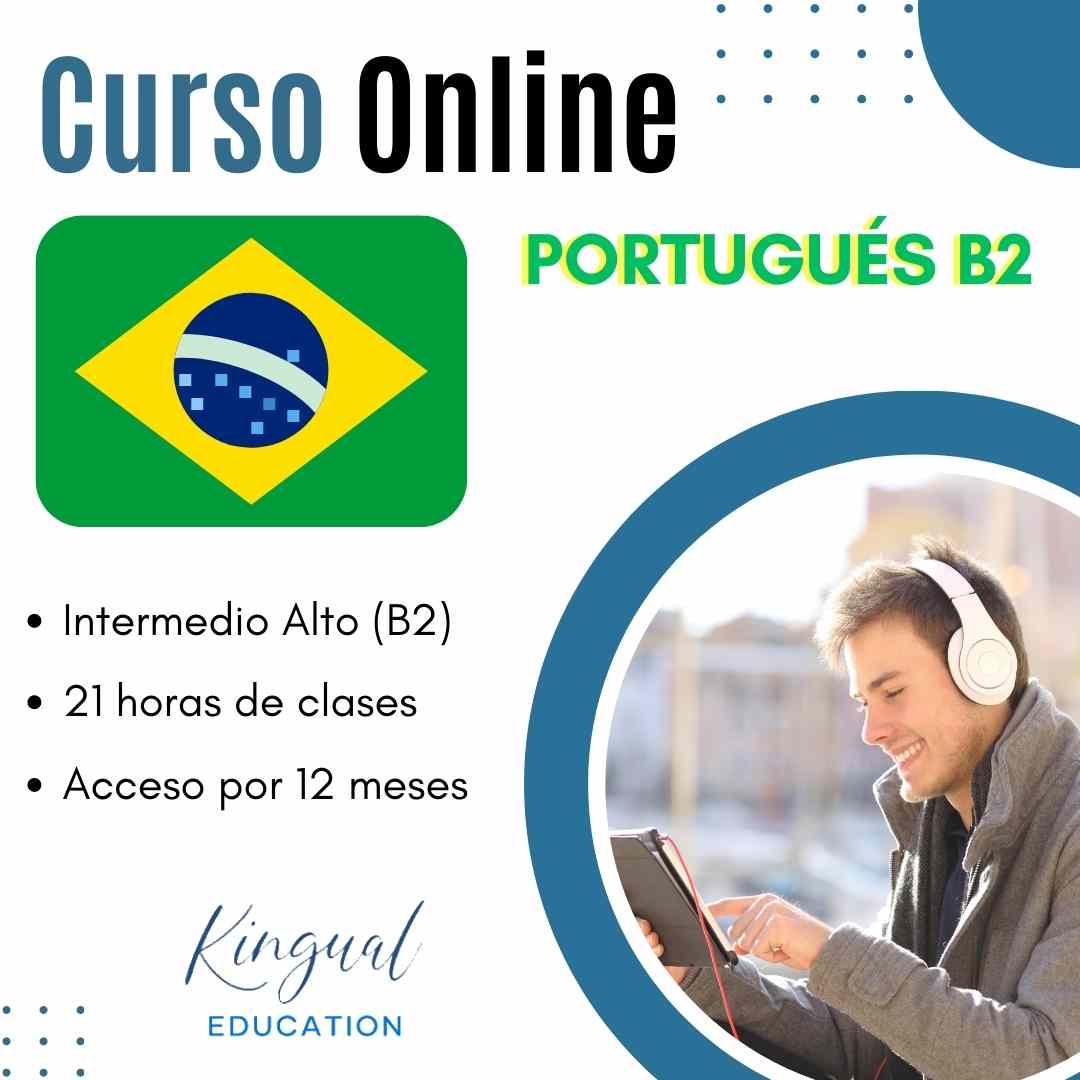 Curso Online
PORTUGUÉS B2
• Intermedio Alto (B2)
• 21 horas de clases
• Acceso por 12 meses
Kingual
EDUCATION